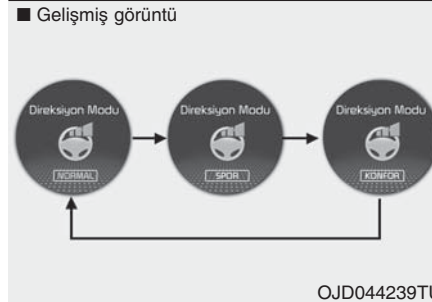 ■ Gelişmiş görüntü
Direksiyon Modu
NORMAL
Direksiyon Modu
SPOR
Direksiyon Modu
KONFOR
OJD044239TU